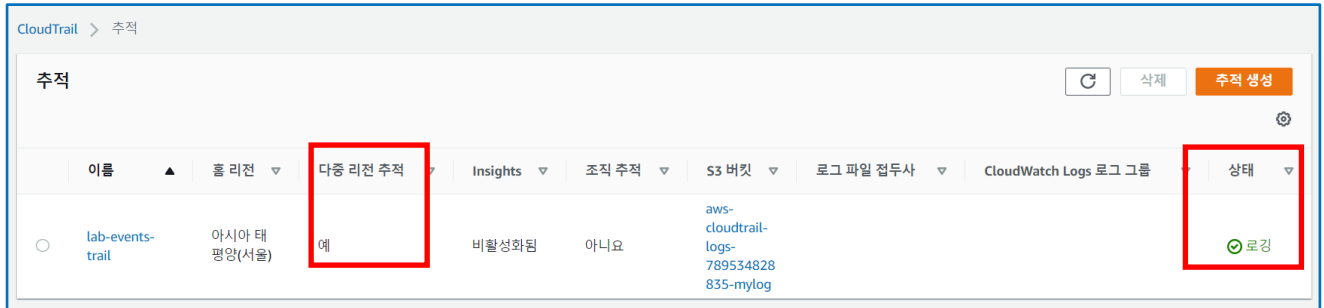 CloudTrail > 추적
추적
삭제
추적 생성
이름 홈 리전 다중 리전 추적 Insights 조직 추적 S3 버킷 로그 파일 접두사 CloudWatch Logs 로그 그룹 상태
lab-events-
trail
아시아 태
평양(서울)
예
비활성화됨
아니요
aws-
cloudtrail-
logs-
789534828
835-mylog
로깅